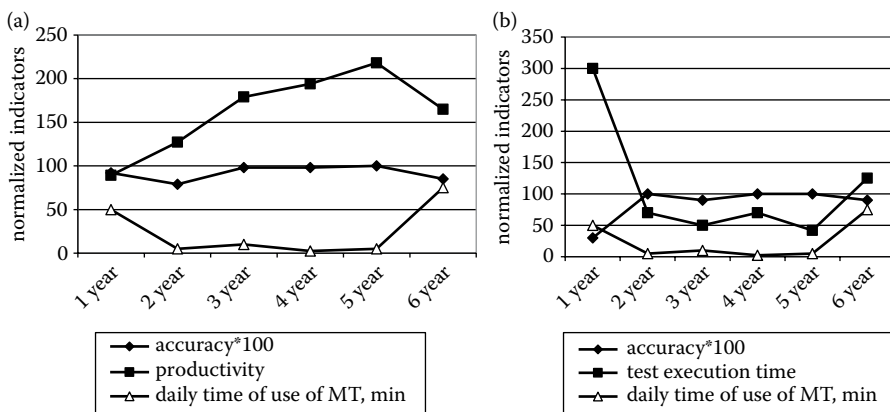 (a)
normalized indicators
250
200
150
100
50
0
1 year
2 year
3 year
4 year
5 year
6 year
accuracy*100
productivity
daily time of use of MT, min
(b)
normalized indicators
350
300
250
200
150
100
50
0
1 year
2 year
3 year
4 year
5 year
6 year
accuracy*100
test execution time
daily time of use of MT, min